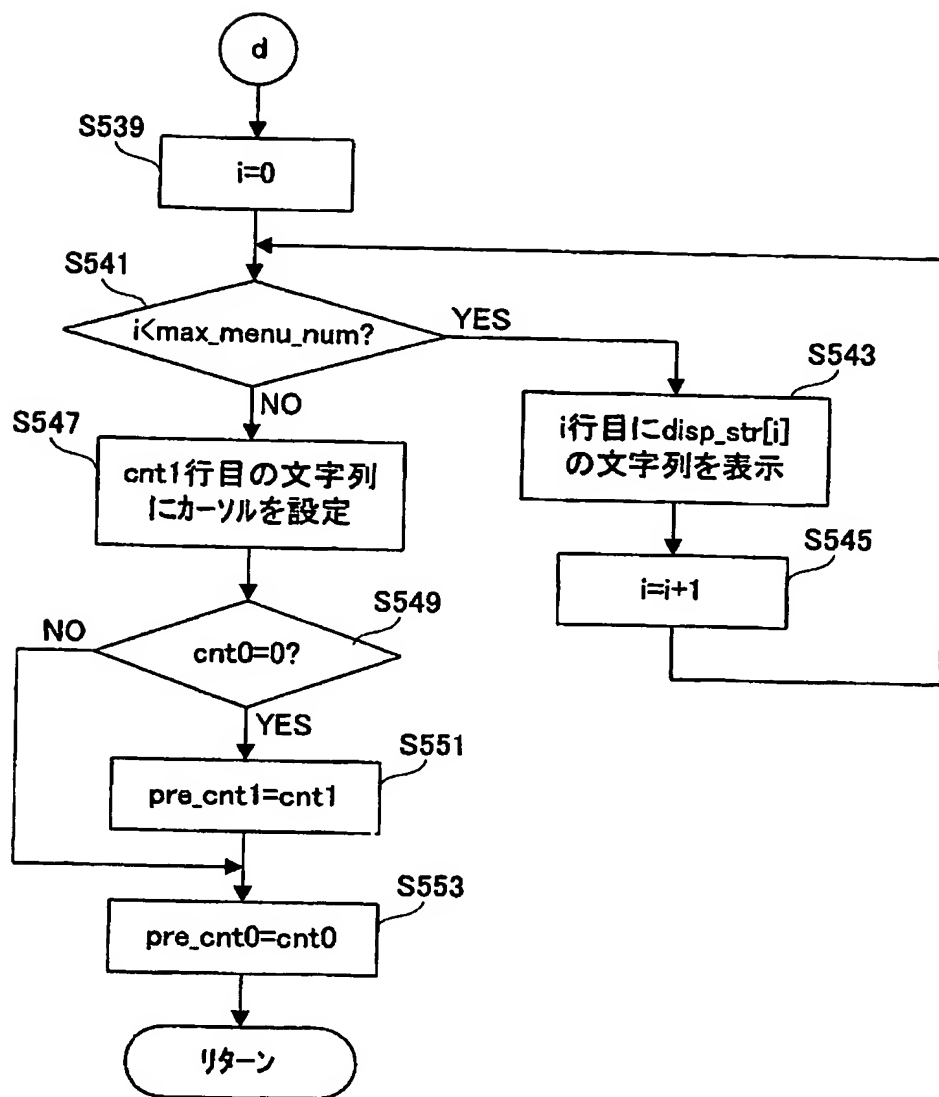 d
S539
i=0
S541
i<max_menu_num?
YES
NO
S543
i行目にdisp_str[i]
の文字列を表示
S545
i=i+1
S547
cnt1行目の文字列
にカーソルを設定
S549
cnt0=0?
NO
YES
S551
pre_cnt1=cnt1
S553
pre_cnt0=cnt0
リターン